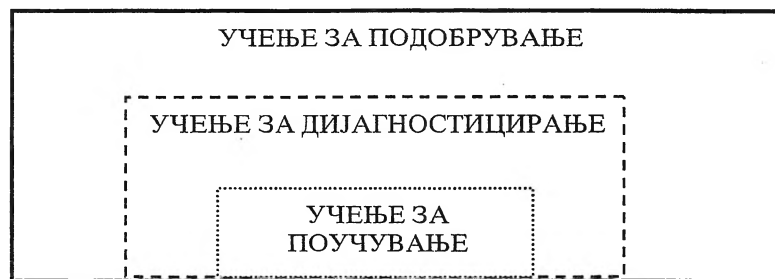 УЧЕЊЕ ЗА ПОДОБРУВАЊЕ
УЧЕЊЕ ЗА ДИЈАГНОСТИЦИРАЊЕ
УЧЕЊЕ ЗА
ПОУЧУВАЊЕ